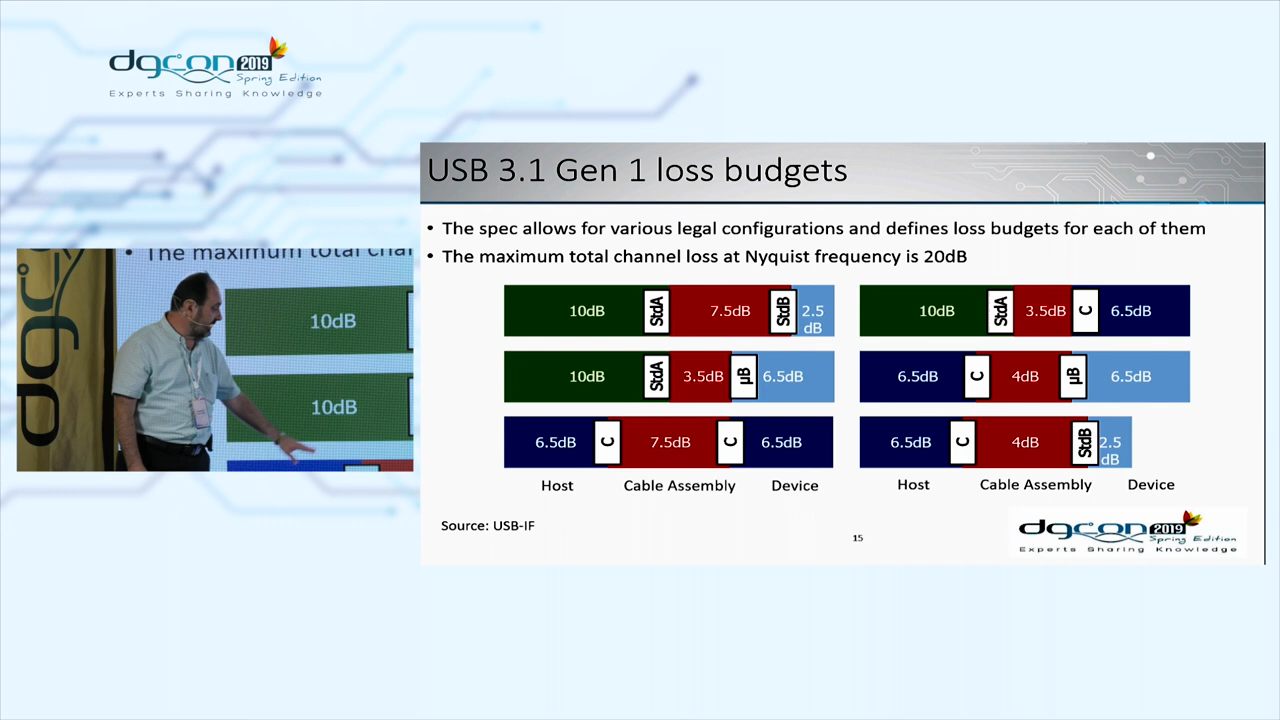 dgcon 2019
Spring Edition
Experts Sharing Knowledge
USB 3.1 Gen 1 loss budgets
• The spec allows for various legal configurations and defines loss budgets for each of them
• The maximum total channel loss at Nyquist frequency is 20dB
10dB StdA 7.5dB StdB 2.5 dB
10dB StdA 3.5dB C 6.5dB
10dB StdA 3.5dB µB 6.5dB
6.5dB C 4dB µB 6.5dB
6.5dB C 7.5dB C 6.5dB
6.5dB C 4dB StdB 2.5 dB
Host Cable Assembly Device
Host Cable Assembly Device
Source: USB-IF
15
dgcon 2019
Spring Edition
Experts Sharing Knowledge
• The maximum total
10dB
10dB
dgc